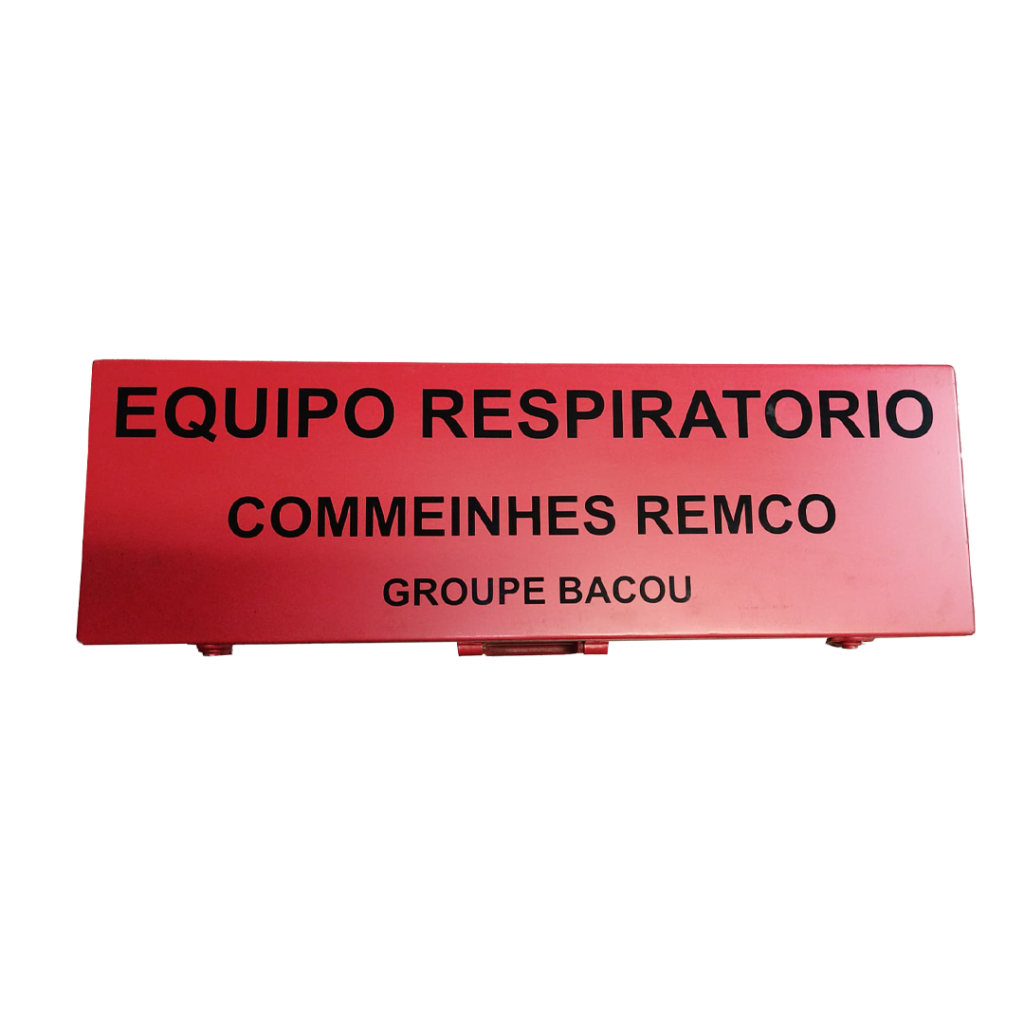 EQUIPO RESPIRATORIO
COMMEINHES REMCO
GROUPE BACOU